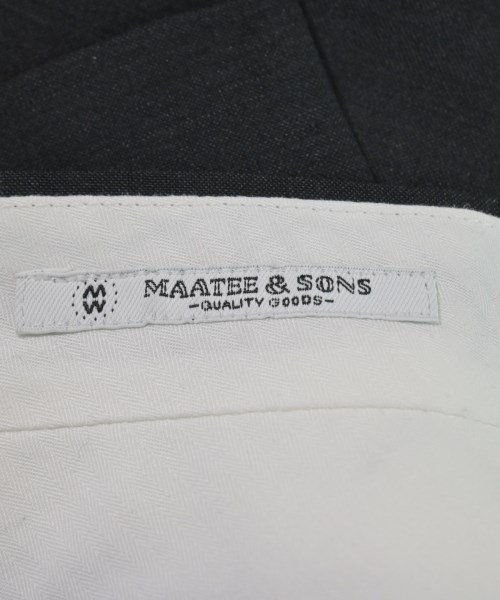 M
W
MAATEE & SONS
-QUALITY GOODS-